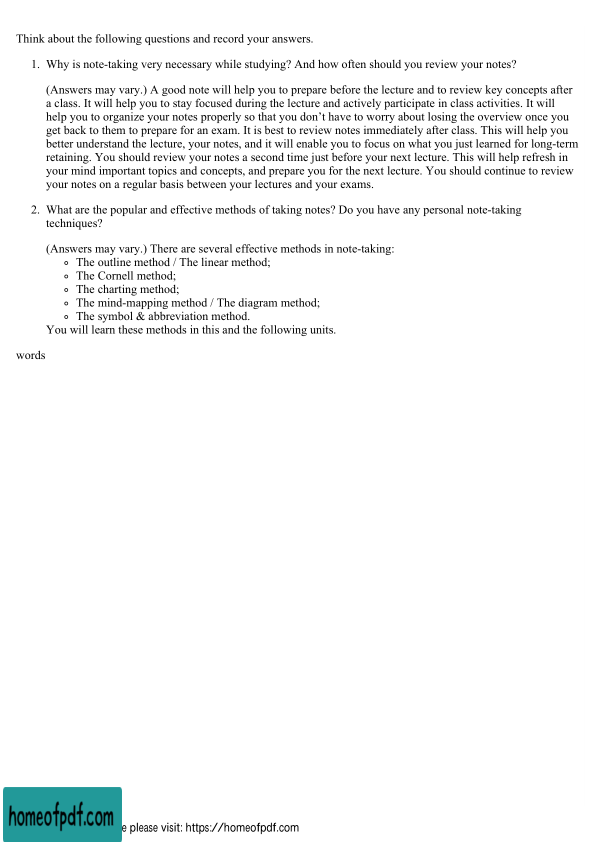 Think about the following questions and record your answers.
1. Why is note-taking very necessary while studying? And how often should you review your notes?
(Answers may vary.) A good note will help you to prepare before the lecture and to review key concepts after
a class. It will help you to stay focused during the lecture and actively participate in class activities. It will
help you to organize your notes properly so that you don't have to worry about losing the overview once you
get back to them to prepare for an exam. It is best to review notes immediately after class. This will help you
better understand the lecture, your notes, and it will enable you to focus on what you just learned for long-term
retaining. You should review your notes a second time just before your next lecture. This will help refresh in
your mind important topics and concepts, and prepare you for the next lecture. You should continue to review
your notes on a regular basis between your lectures and your exams.
2. What are the popular and effective methods of taking notes? Do you have any personal note-taking
techniques?
(Answers may vary.) There are several effective methods in note-taking:
The outline method / The linear method;
The Cornell method;
The charting method;
The mind-mapping method / The diagram method;
The symbol & abbreviation method.
You will learn these methods in this and the following units.
words
homeofpdf.com
e please visit: https://homeofpdf.com